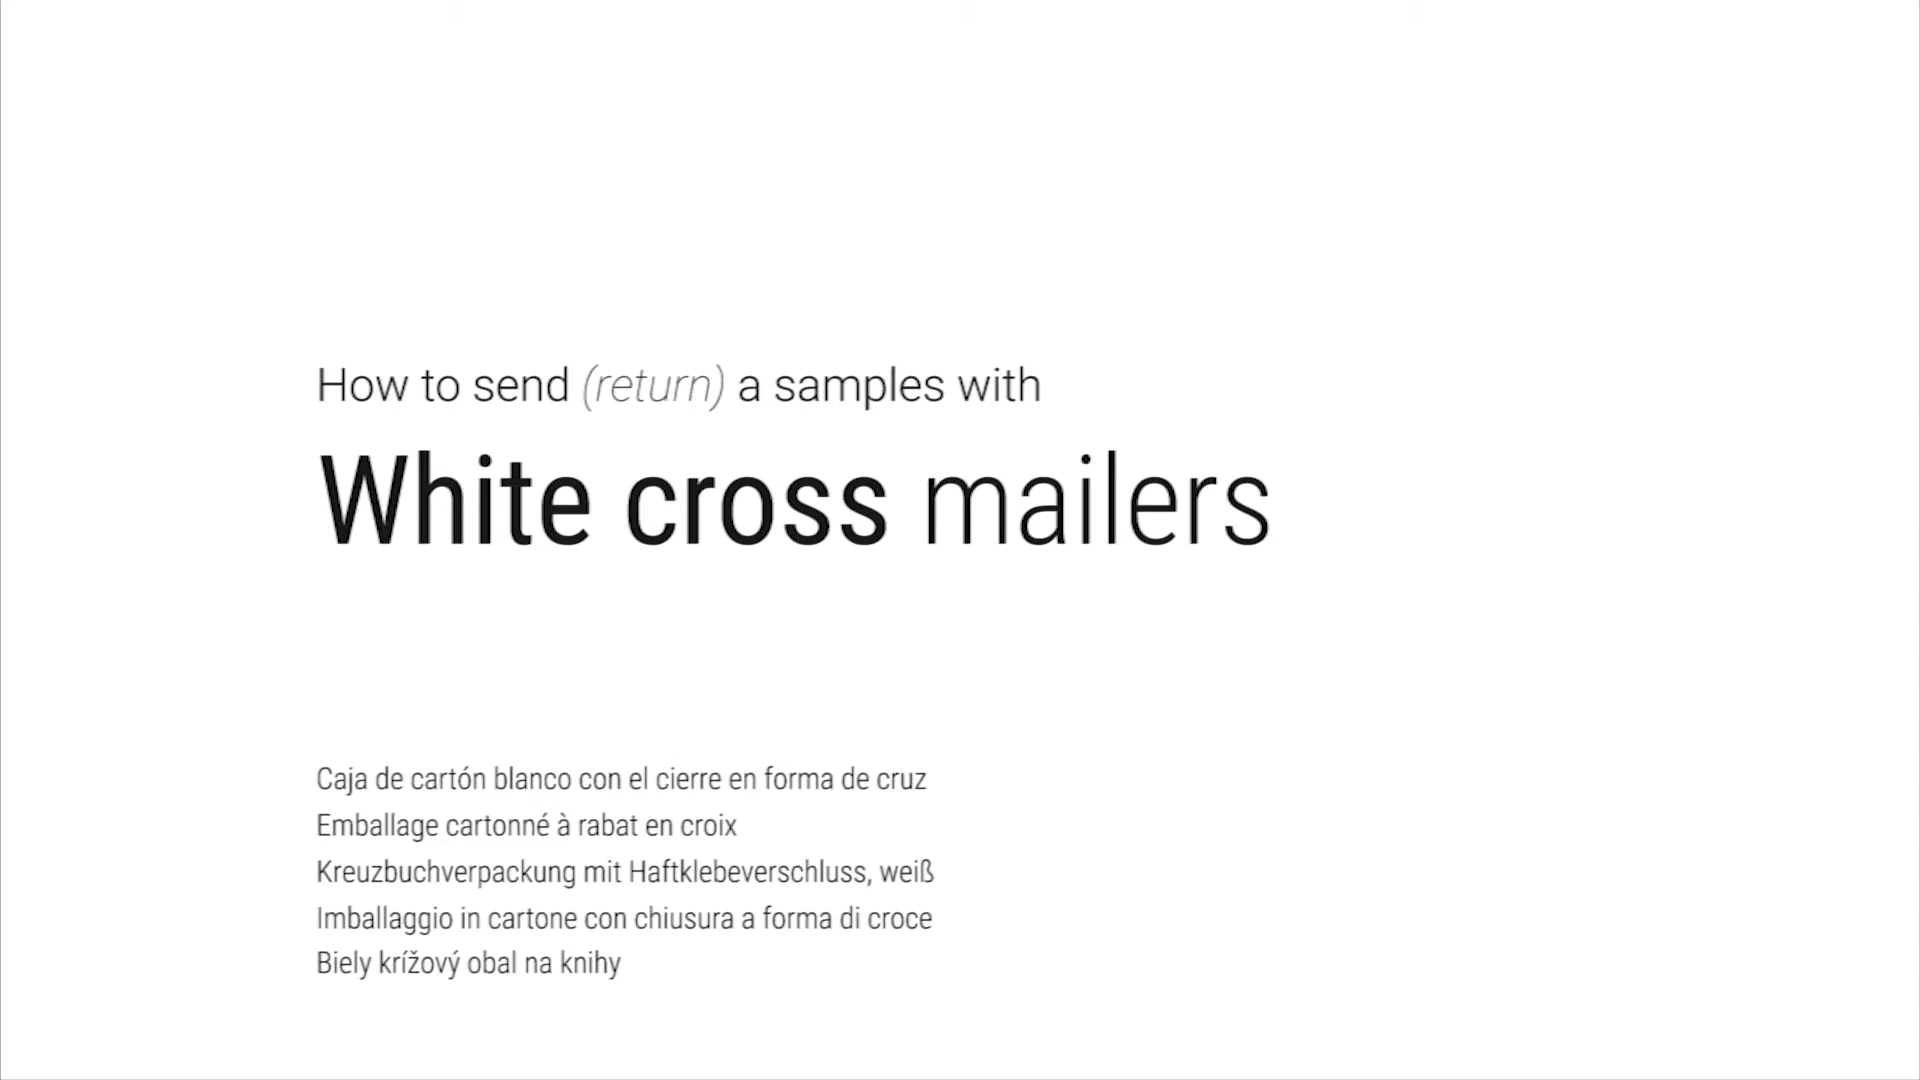 How to send (return) a samples with
White cross mailers
Caja de cartón blanco con el cierre en forma de cruz
Emballage cartonné à rabat en croix
Kreuzbuchverpackung mit Haftklebeverschluss, weiß
Imballaggio in cartone con chiusura a forma di croce
Biely krížový obal na knihy